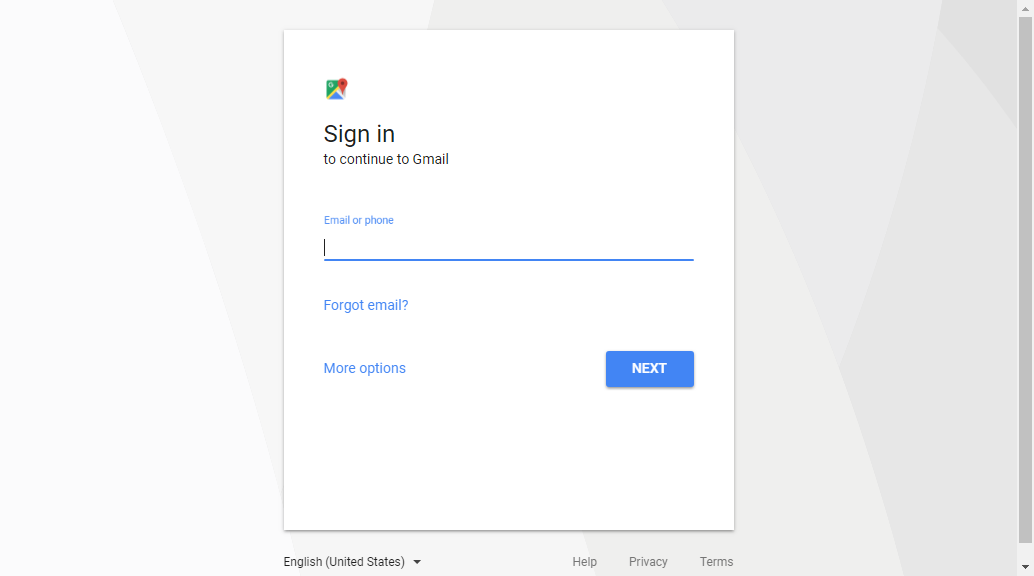 Sign in
to continue to Gmail
Email or phone
Forgot email?
More options
NEXT
English (United States)
Help
Privacy
Terms